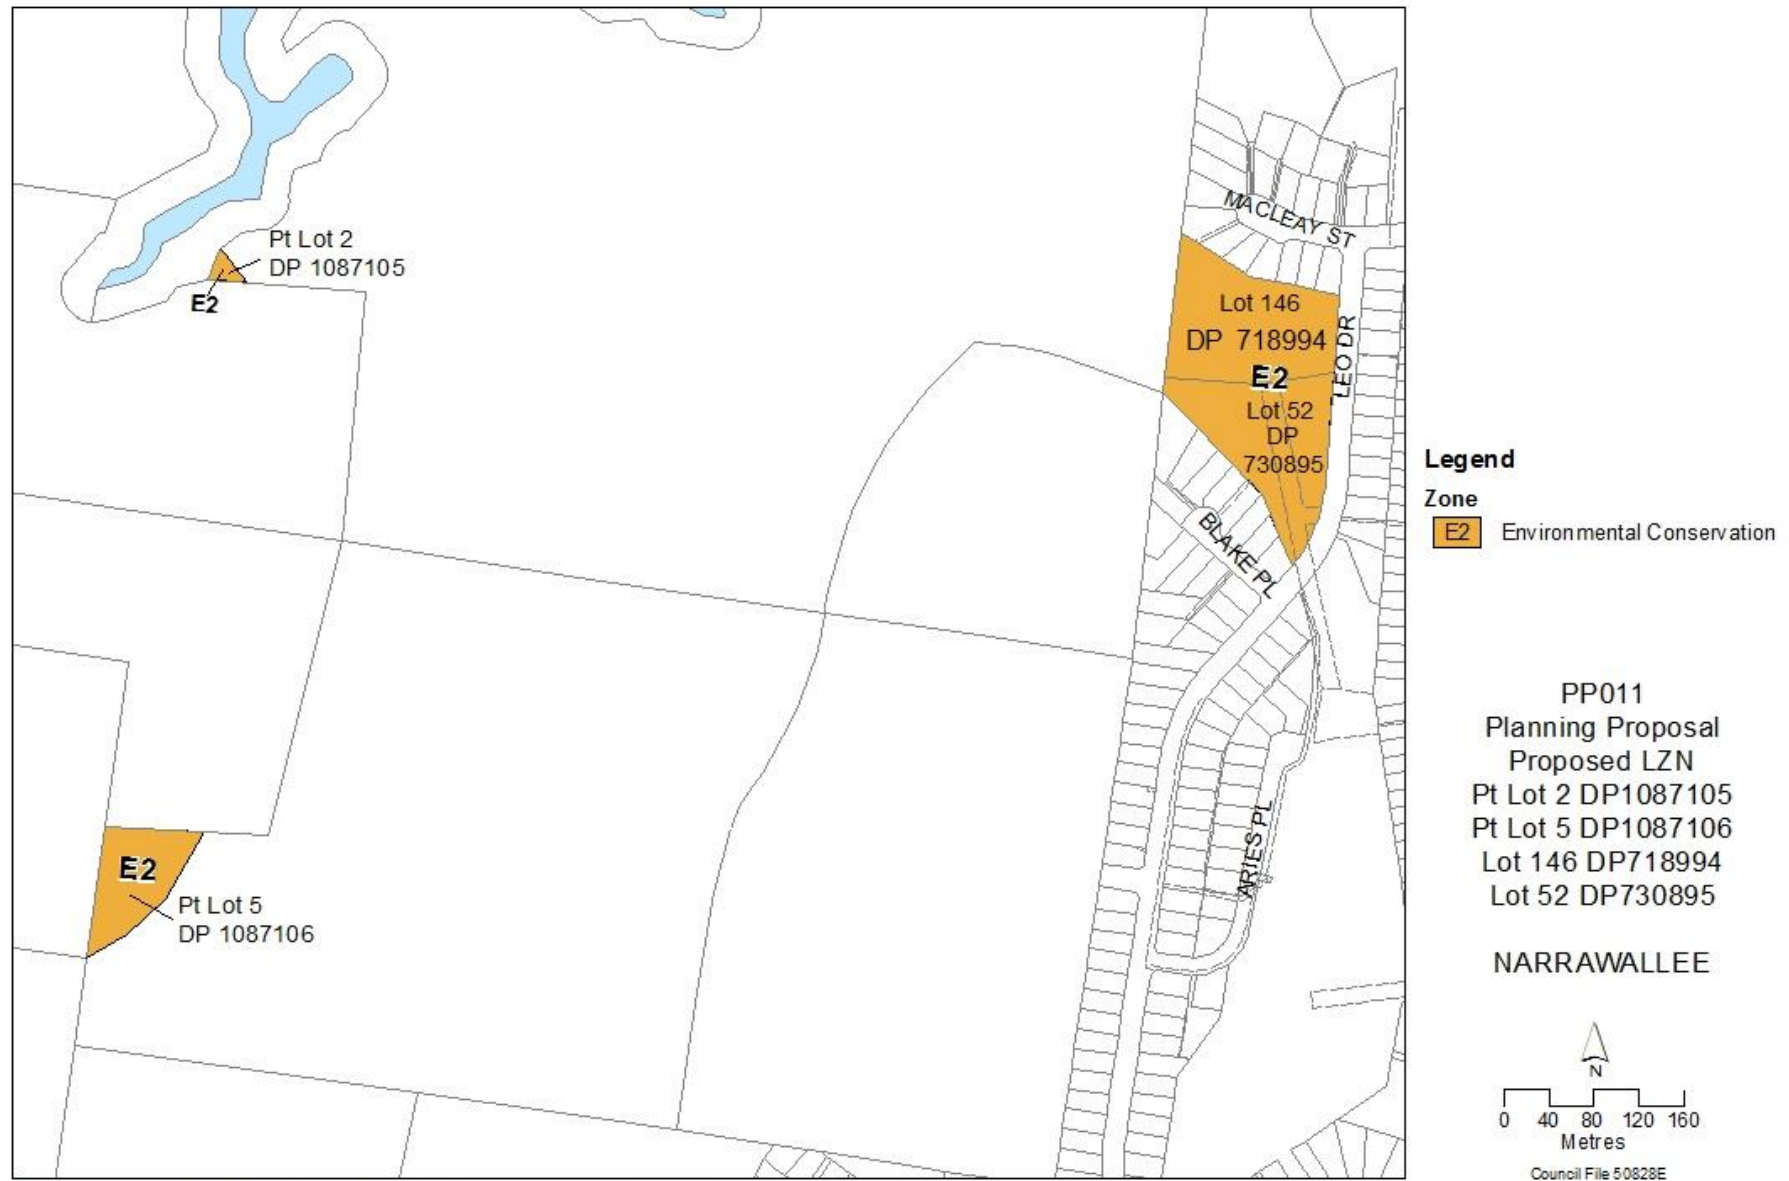 MACLEAY ST
Pt Lot 2
DP 1087105
E2
Lot 146
DP 718994
E2
LEO DR
Lot 52
DP
730895
BLAKE PL
ARIES PL
E2
Pt Lot 5
DP 1087106
Legend
Zone
E2 Environmental Conservation
PP011
Planning Proposal
Proposed LZN
Pt Lot 2 DP1087105
Pt Lot 5 DP1087106
Lot 146 DP718994
Lot 52 DP730895
NARRAWALLEE
N
0 40 80 120 160
Metres
Council File 50828E